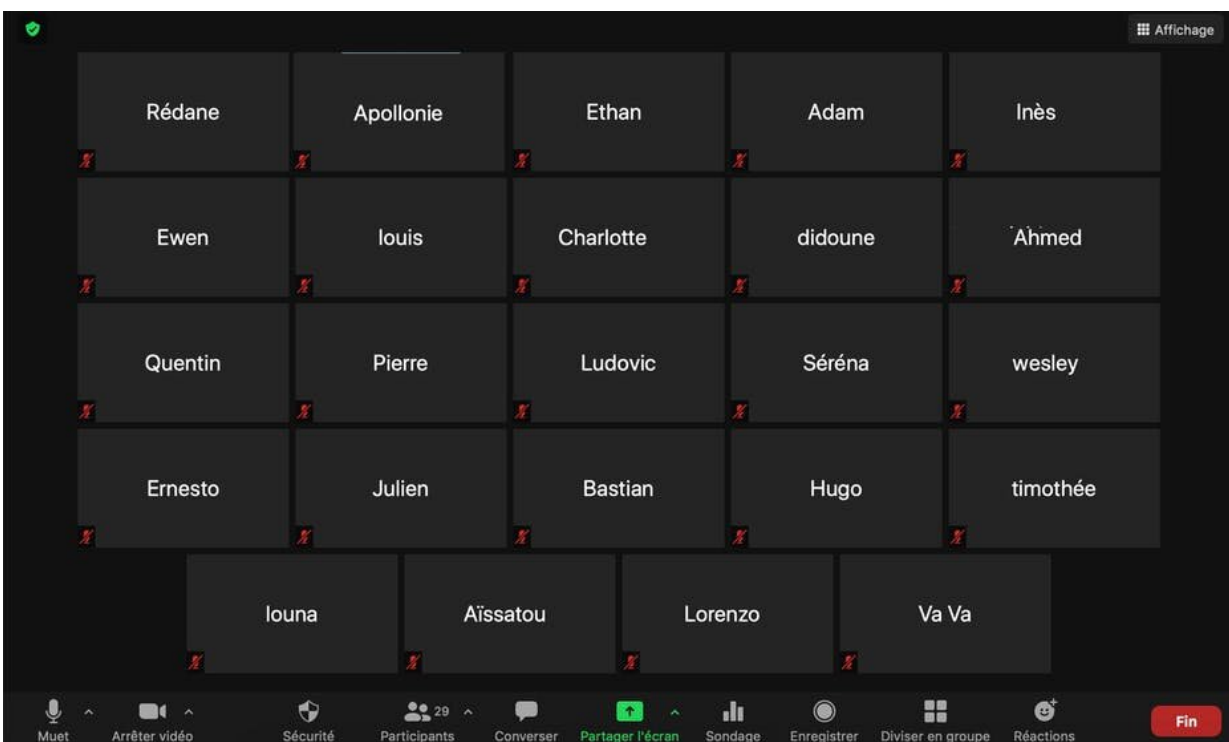 Affichage
Rédane Apollonie Ethan Adam Inès
Ewen louis Charlotte didoune Ahmed
Quentin Pierre Ludovic Séréna wesley
Ernesto Julien Bastian Hugo timothée
louna Aïssatou Lorenzo Va Va
29
Muet Arrêter vidéo Sécurité Participants Converser Partager l'écran Sondage Enregistrer Diviser en groupe Réactions Fin